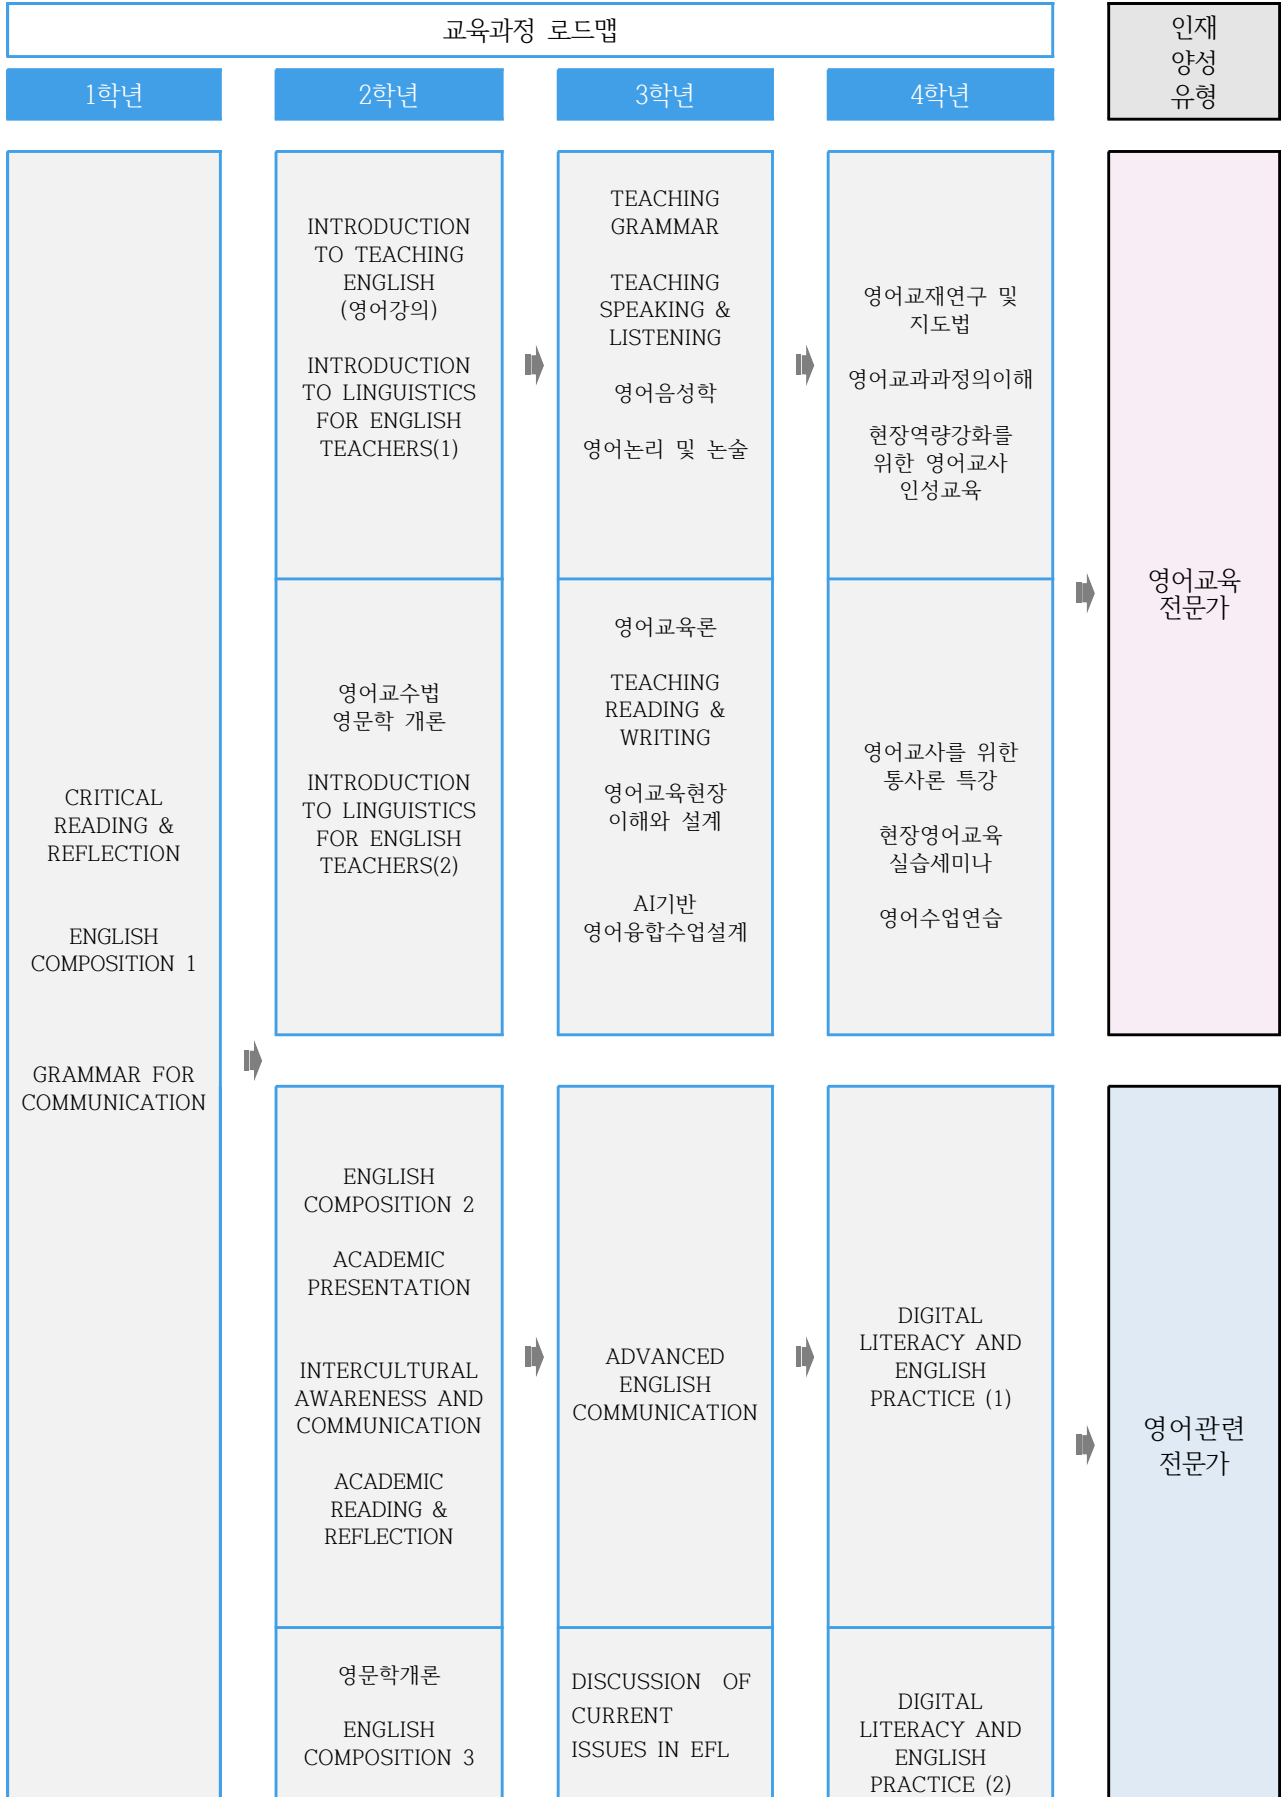 교육과정 로드맵
인재
양성
유형
1학년
2학년
3학년
4학년
CRITICAL
READING &
REFLECTION
ENGLISH
COMPOSITION 1
GRAMMAR FOR
COMMUNICATION
INTRODUCTION
TO TEACHING
ENGLISH
(영어강의)
INTRODUCTION
TO LINGUISTICS
FOR ENGLISH
TEACHERS(1)
TEACHING
GRAMMAR
TEACHING
SPEAKING &
LISTENING
영어음성학
영어논리 및 논술
영어교재연구 및
지도법
영어교과과정의이해
현장역량강화를
위한 영어교사
인성교육
영어교수법
영문학 개론
INTRODUCTION
TO LINGUISTICS
FOR ENGLISH
TEACHERS(2)
영어교육론
TEACHING
READING &
WRITING
영어교육현장
이해와 설계
AI기반
영어융합수업설계
영어교사를 위한
통사론 특강
현장영어교육
실습세미나
영어수업연습
영어교육
전문가
ENGLISH
COMPOSITION 2
ACADEMIC
PRESENTATION
INTERCULTURAL
AWARENESS AND
COMMUNICATION
ACADEMIC
READING &
REFLECTION
ADVANCED
ENGLISH
COMMUNICATION
DIGITAL
LITERACY AND
ENGLISH
PRACTICE (1)
영어관련
전문가
영문학개론
ENGLISH
COMPOSITION 3
DISCUSSION OF
CURRENT
ISSUES IN EFL
DIGITAL
LITERACY AND
ENGLISH
PRACTICE (2)